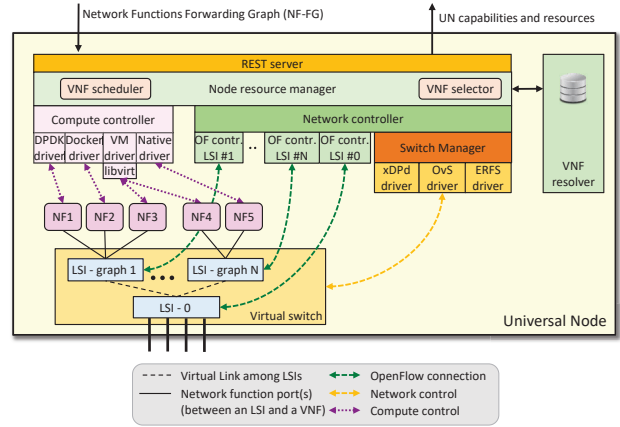 Network Functions Forwarding Graph (NF-FG)
UN capabilities and resources
REST server
VNF scheduler
Node resource manager
VNF selector
Compute controller
Network controller
DPDK driver
Docker driver
VM driver
libvirt
Native driver
OF contr. LSI #1
..
OF contr. LSI #N
OF contr. LSI #0
Switch Manager
xDPd driver
OvS driver
ERFS driver
VNF resolver
NF1
NF2
NF3
NF4
NF5
LSI - graph 1
•••
LSI - graph N
LSI - 0
Virtual switch
Universal Node
Virtual Link among LSIs
Network function port(s)
(between an LSI and a VNF)
OpenFlow connection
Network control
Compute control